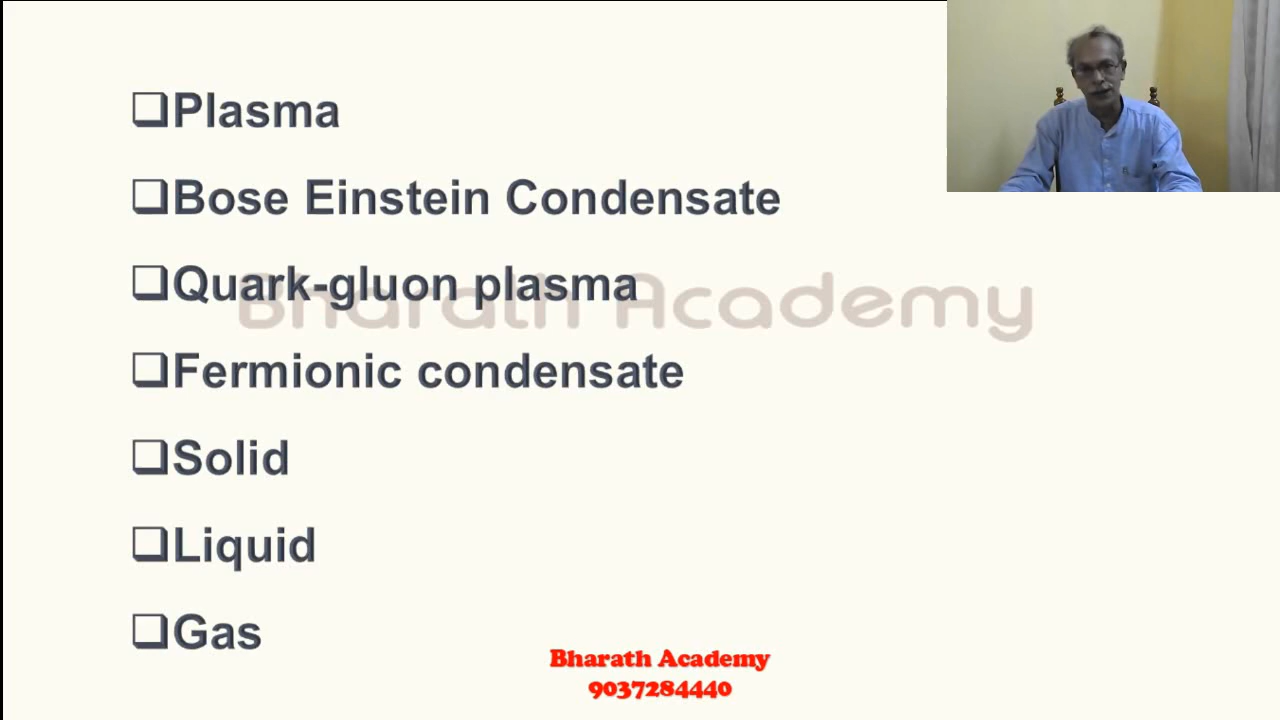 Plasma
Bose Einstein Condensate
Quark-gluon plasma
Bharath Academy
Fermionic condensate
Solid
Liquid
Gas
Bharath Academy
9037284440